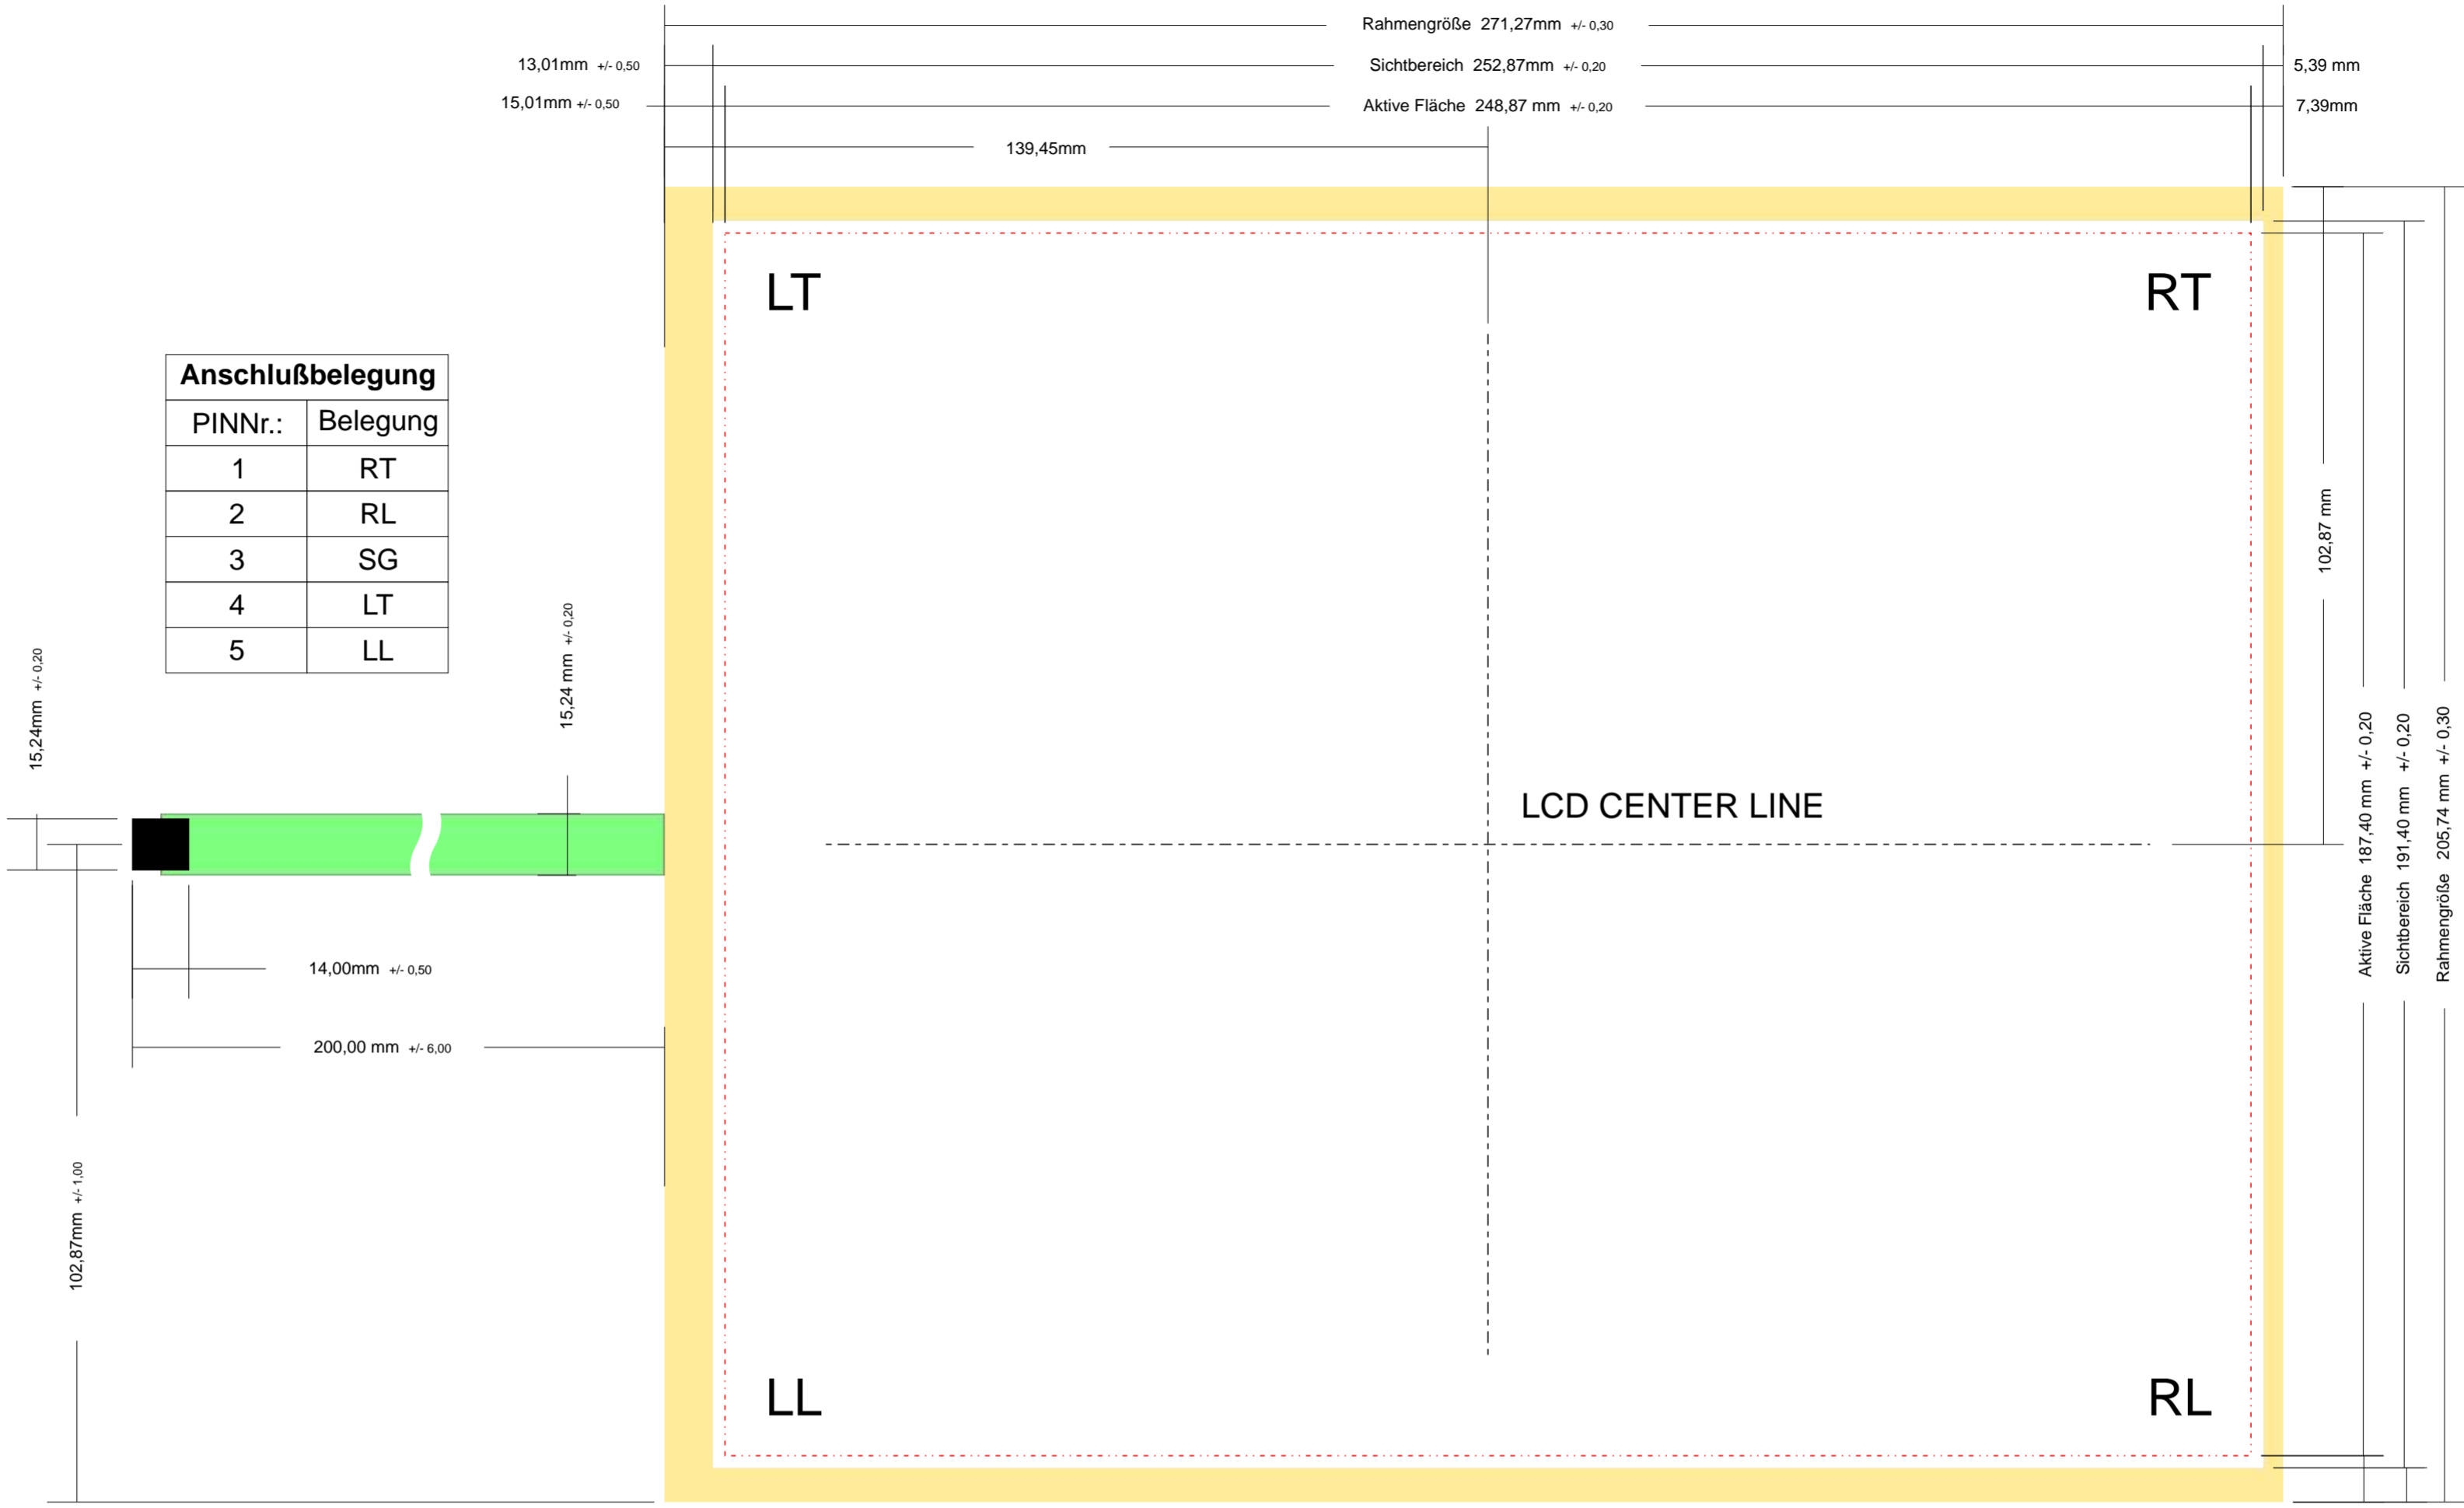 Rahmengröße 271,27mm +/- 0,30
13,01mm +/- 0,50
Sichtbereich 252,87mm +/- 0,20
5,39 mm
15,01mm +/- 0,50
Aktive Fläche 248,87 mm +/- 0,20
7,39mm
139,45mm
LT
RT
Anschlußbelegung
PINNr.: Belegung
1 RT
2 RL
3 SG
4 LT
5 LL
15,24mm +/- 0,20
15,24 mm +/- 0,20
102,87 mm
LCD CENTER LINE
Aktive Fläche 187,40 mm +/- 0,20
Sichtbereich 191,40 mm +/- 0,20
Rahmengröße 205,74 mm +/- 0,30
14,00mm +/- 0,50
200,00 mm +/- 6,00
102,87mm +/- 1,00
LL
RL